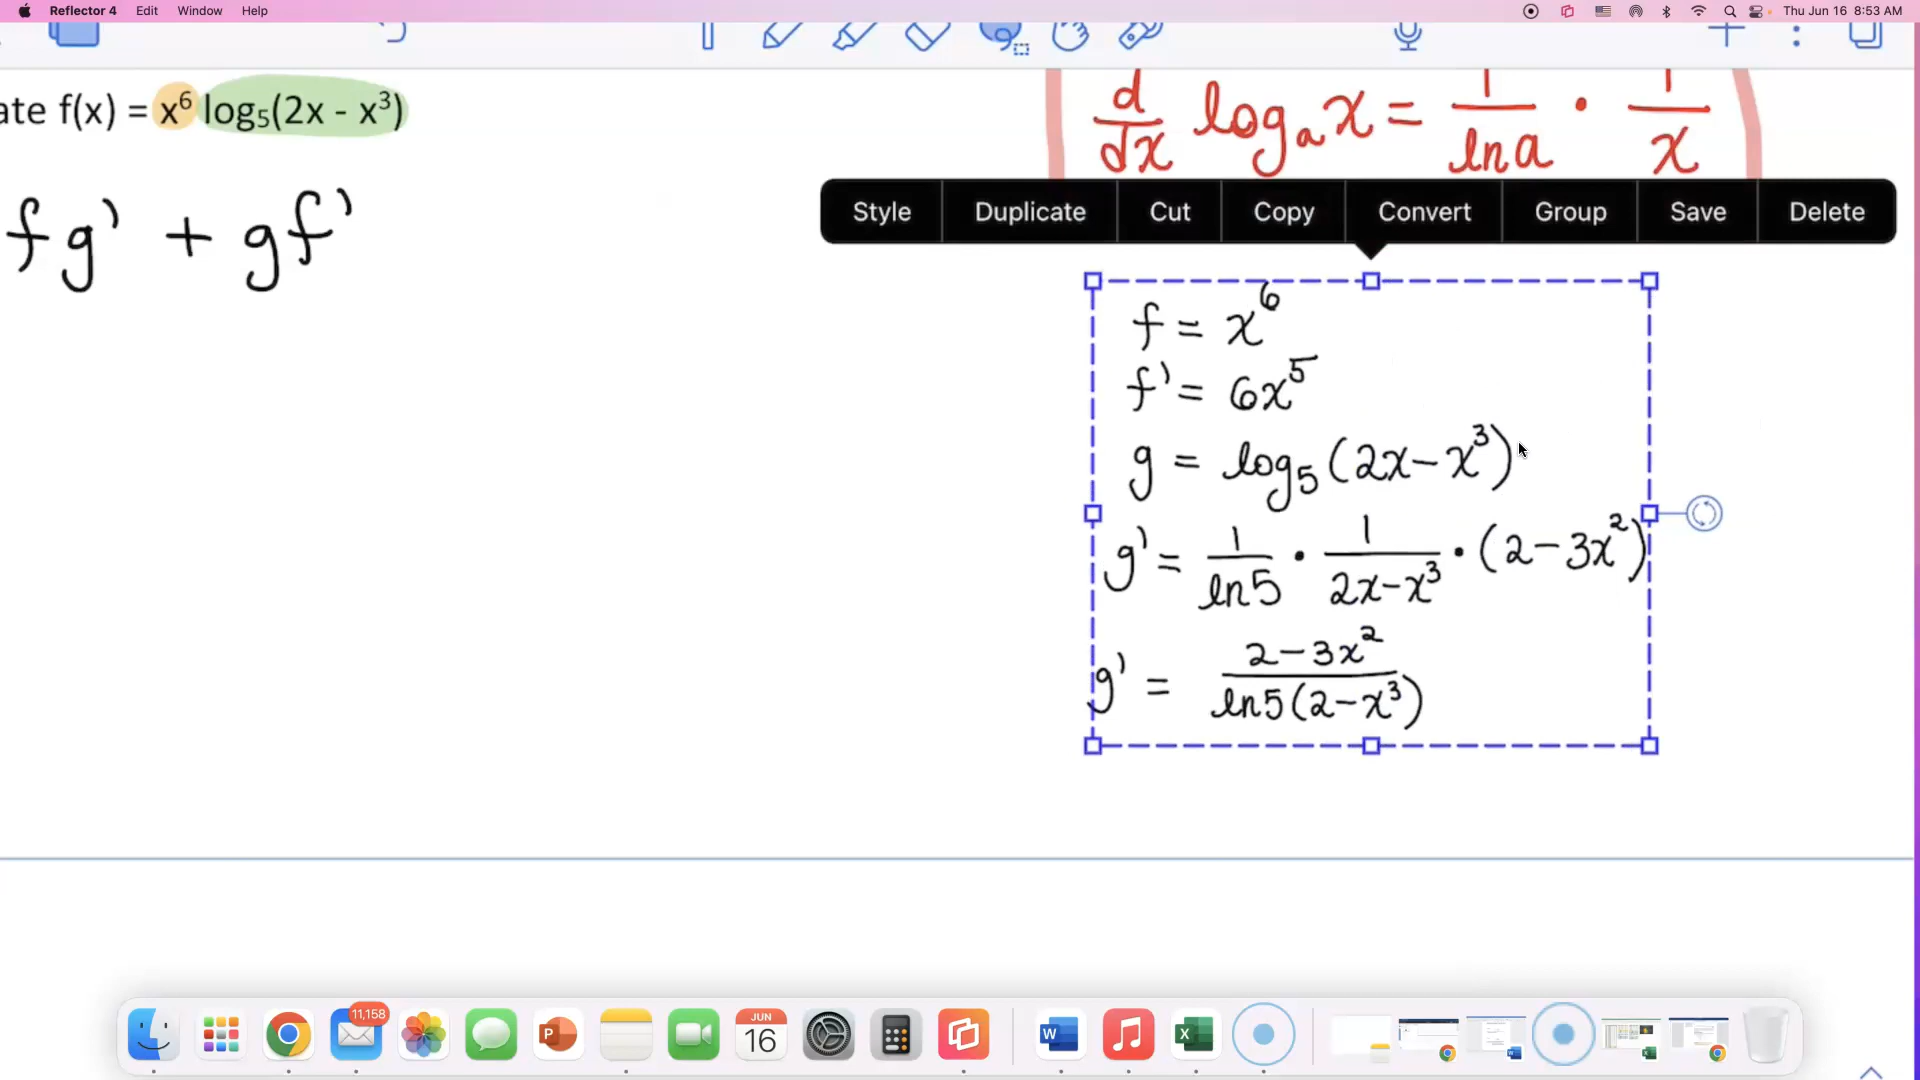 Reflector 4 Edit Window Help Thu Jun 16 8:53 AM
ate f(x) = x⁶ log₅(2x - x³)
d/dx logₐ x = 1/ln a · 1/x
Style Duplicate Cut Copy Convert Group Save Delete
fg' + gf'
f = x⁶
f' = 6x⁵
g = log₅(2x-x³)
g' = 1/ln5 · 1/2x-x³ · (2-3x²)
g' = 2-3x²/ln5(2-x³)
11,158
JUN
16
P
W
X